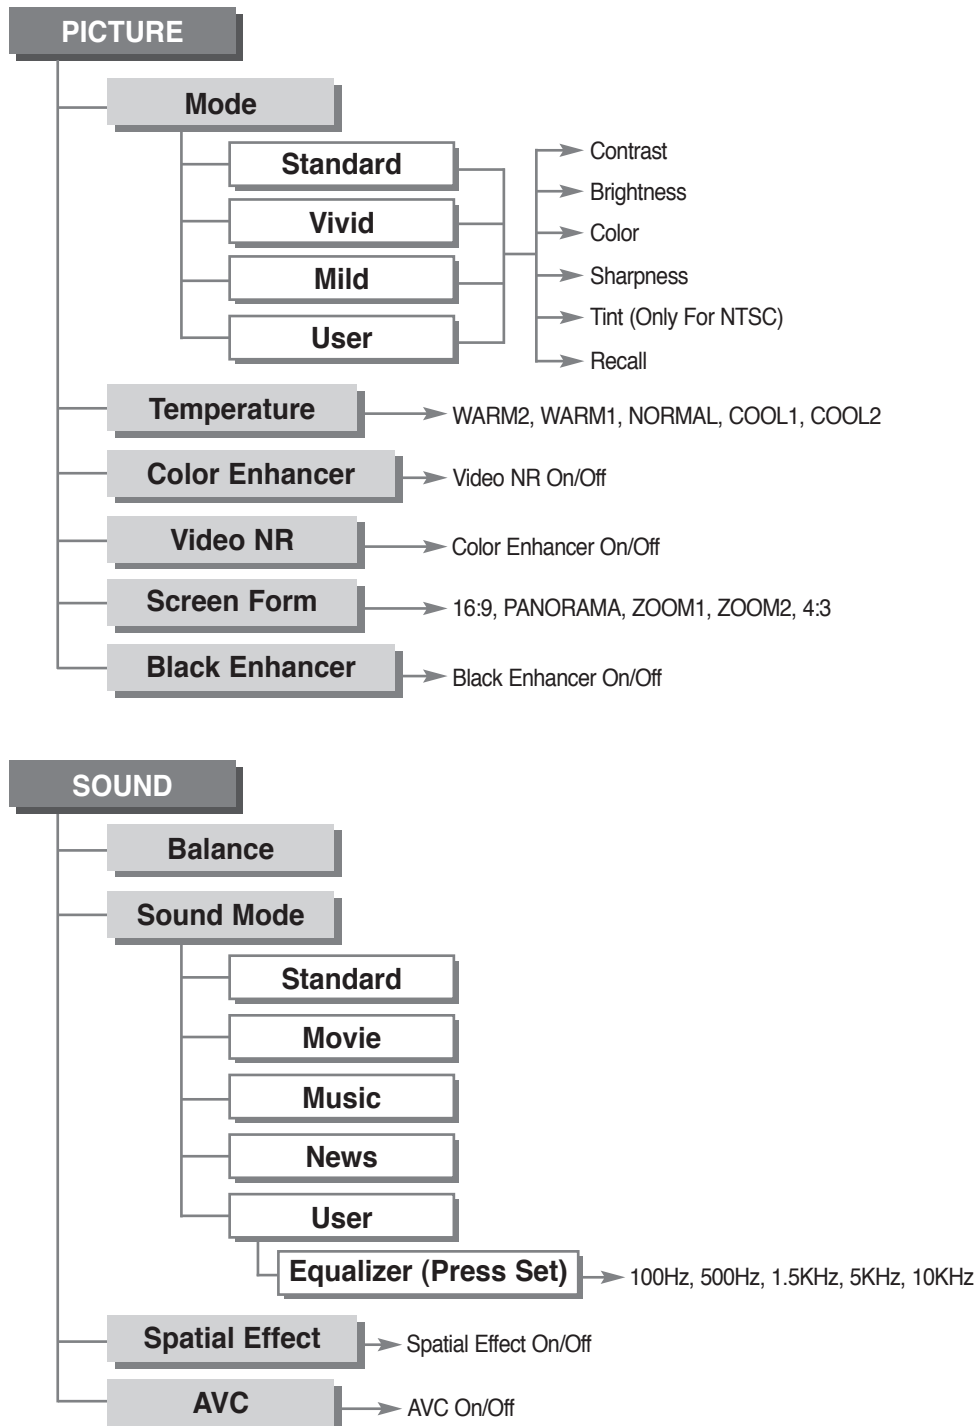 PICTURE
Mode
Standard
Vivid
Mild
User
Contrast
Brightness
Color
Sharpness
Tint (Only For NTSC)
Recall
Temperature
WARM2, WARM1, NORMAL, COOL1, COOL2
Color Enhancer
Video NR On/Off
Video NR
Color Enhancer On/Off
Screen Form
16:9, PANORAMA, ZOOM1, ZOOM2, 4:3
Black Enhancer
Black Enhancer On/Off
SOUND
Balance
Sound Mode
Standard
Movie
Music
News
User
Equalizer (Press Set)
100Hz, 500Hz, 1.5KHz, 5KHz, 10KHz
Spatial Effect
Spatial Effect On/Off
AVC
AVC On/Off